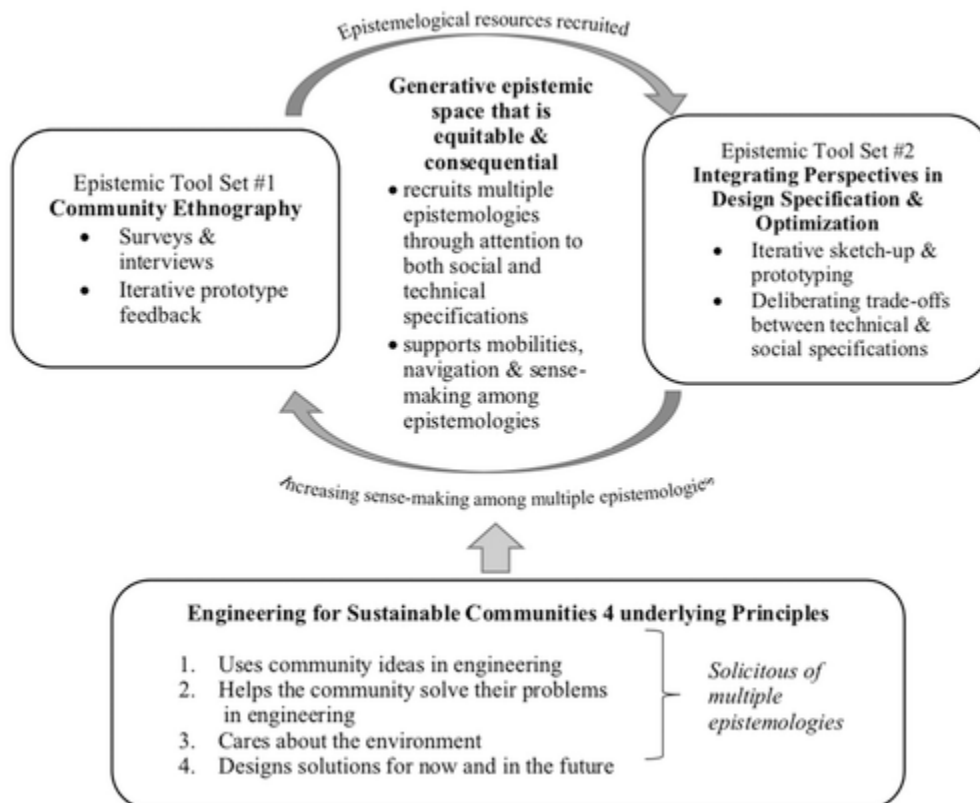 Epistemelogical resources recruited
Generative epistemic
space that is
equitable &
consequential
• recruits multiple
epistemologies
through attention to
both social and
technical
specifications
• supports mobilities,
navigation & sense-
making among
epistemologies
Epistemic Tool Set #1
Community Ethnography
• Surveys &
interviews
• Iterative prototype
feedback
Epistemic Tool Set #2
Integrating Perspectives in
Design Specification &
Optimization
• Iterative sketch-up &
prototyping
• Deliberating trade-offs
between technical &
social specifications
Increasing sense-making among multiple epistemologies
Engineering for Sustainable Communities 4 underlying Principles
1. Uses community ideas in engineering
2. Helps the community solve their problems
in engineering
3. Cares about the environment
4. Designs solutions for now and in the future
Solicitous of
multiple
epistemologies